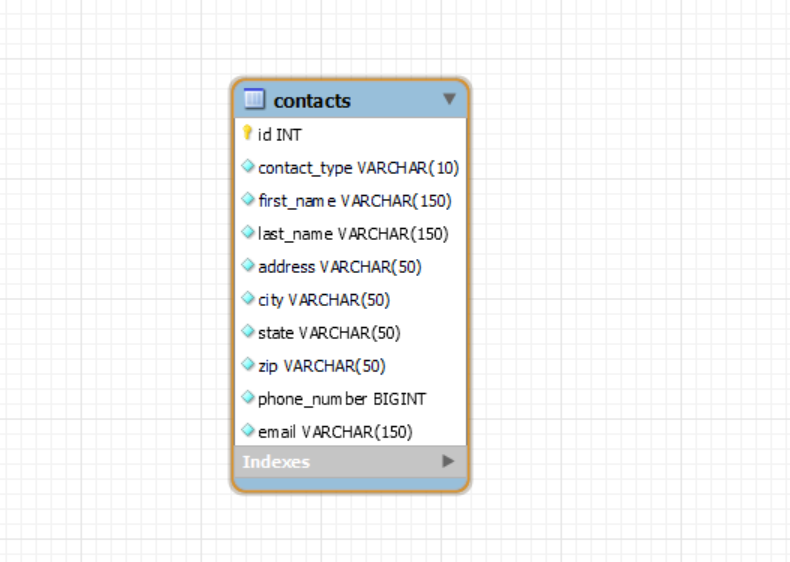 contacts
id INT
contact_type VARCHAR(10)
first_name VARCHAR(150)
last_name VARCHAR(150)
address VARCHAR(50)
city VARCHAR(50)
state VARCHAR(50)
zip VARCHAR(50)
phone_number BIGINT
email VARCHAR(150)
Indexes